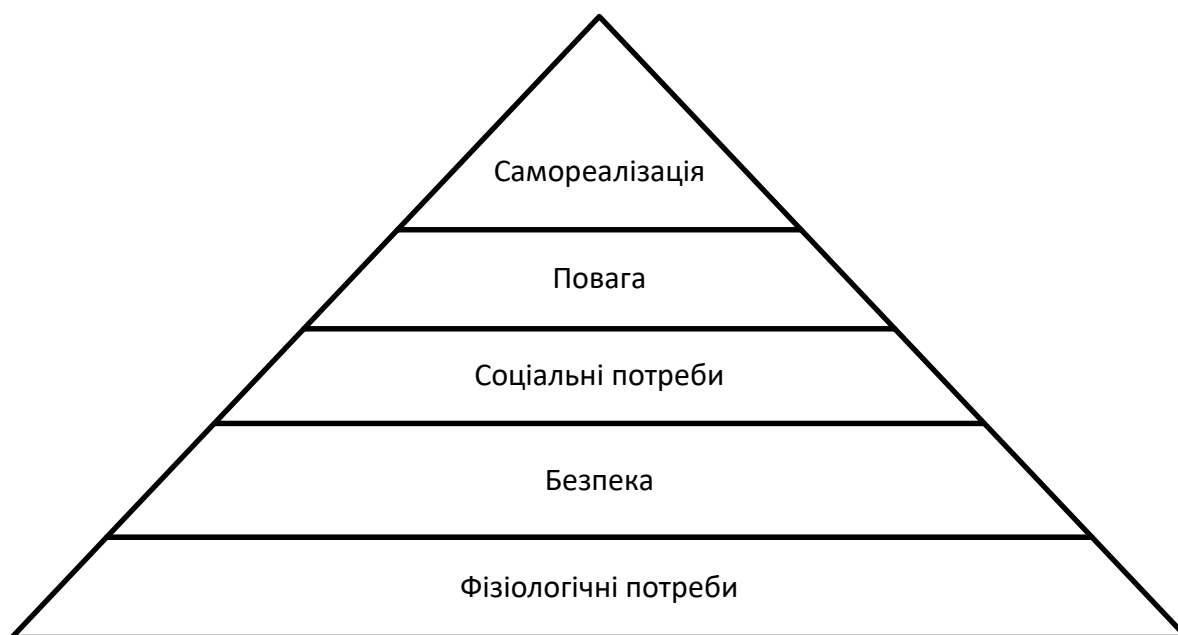 Самореалізація
Повага
Соціальні потреби
Безпека
Фізіологічні потреби